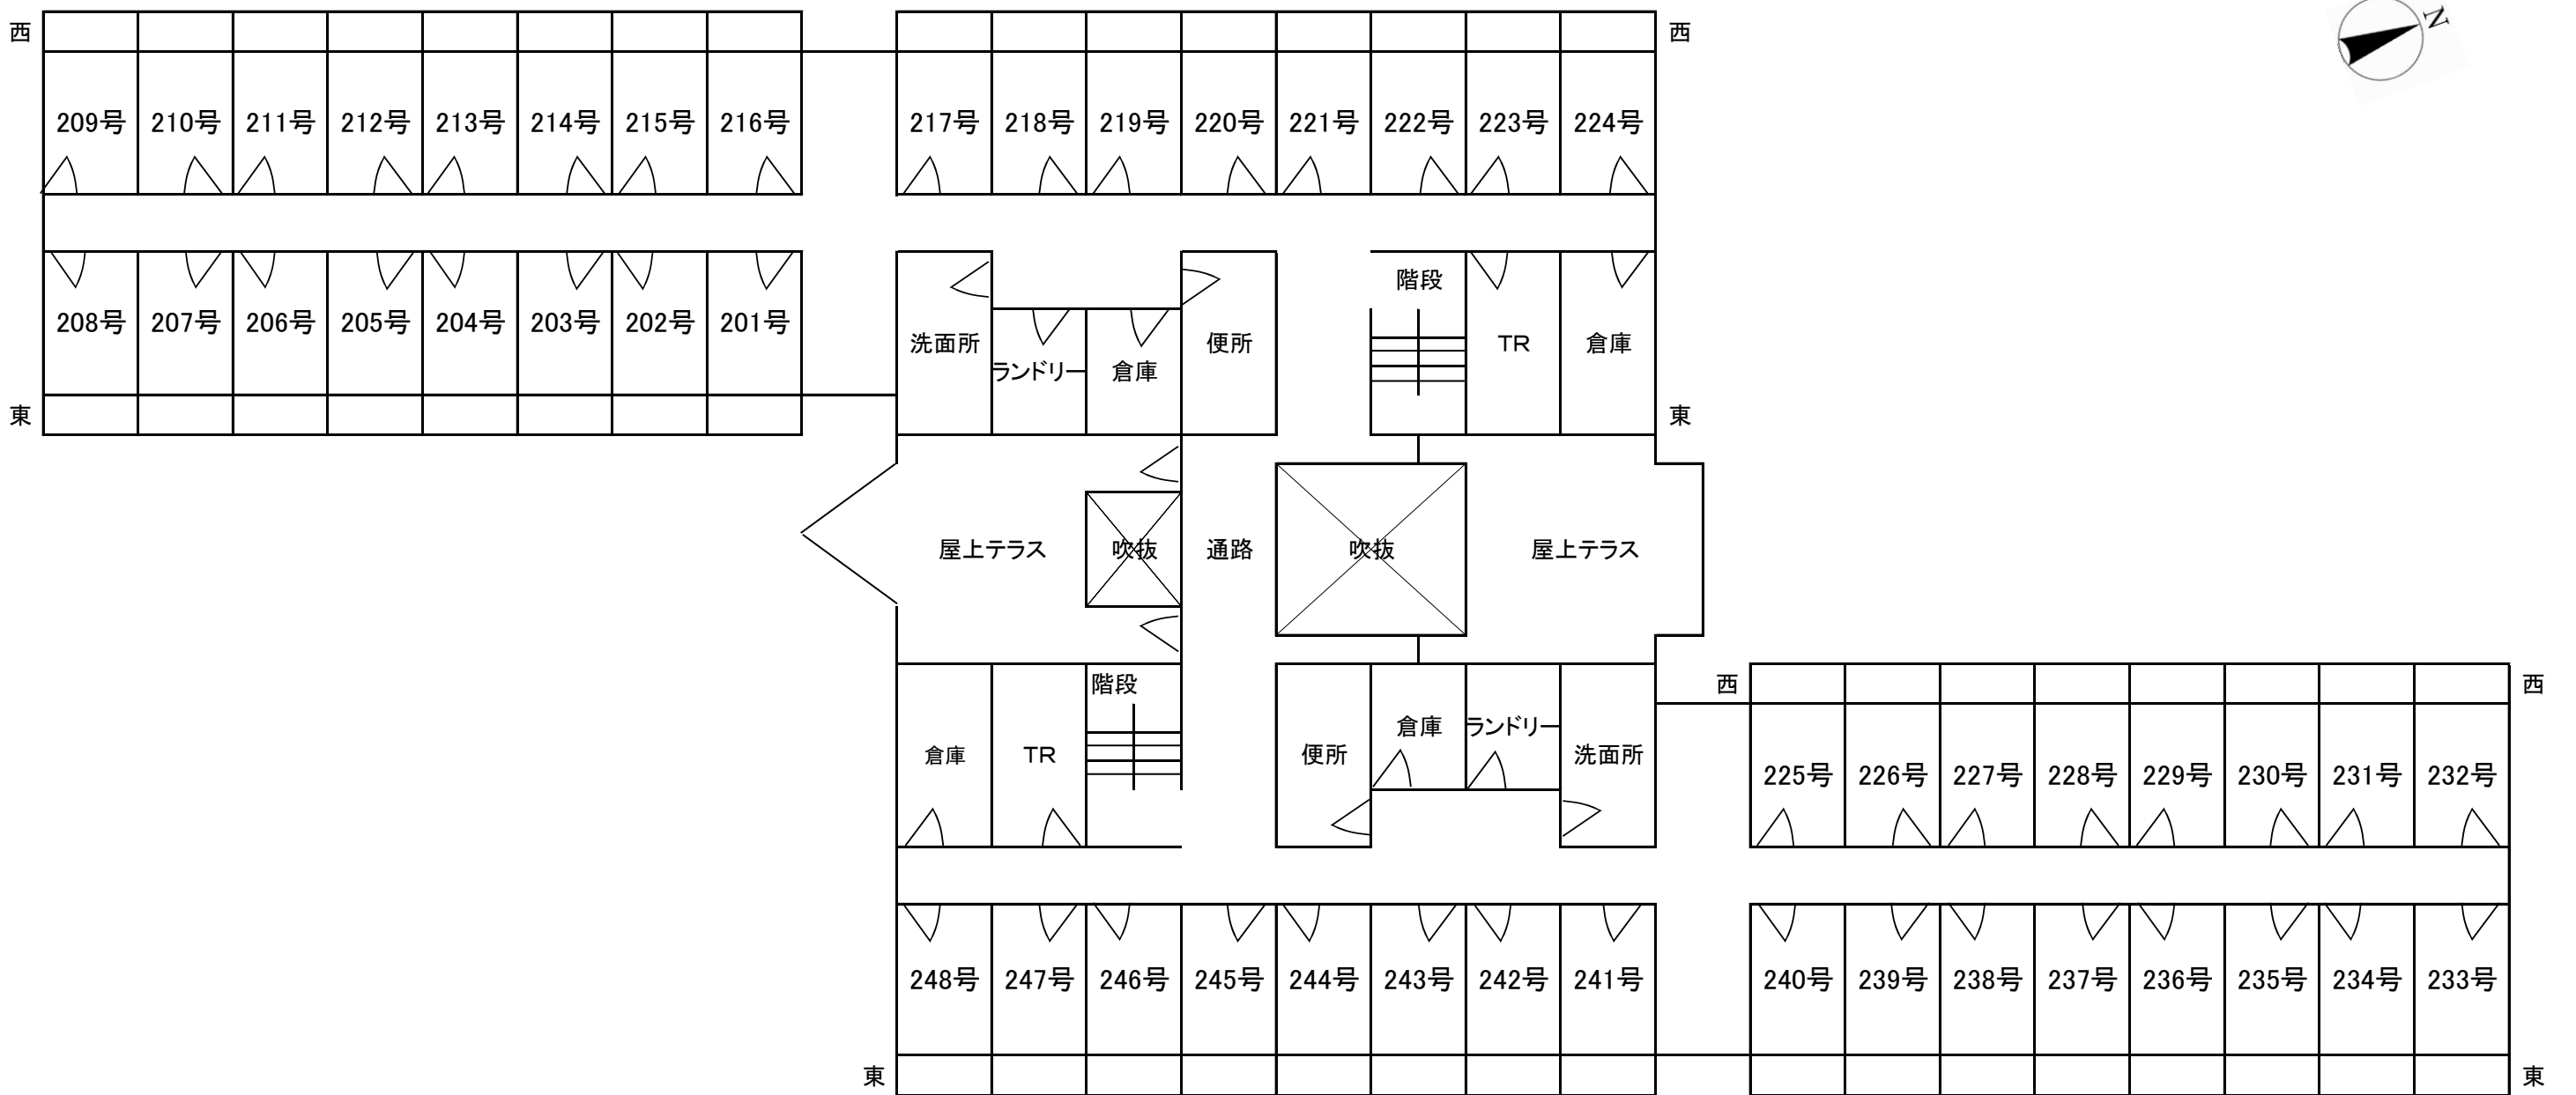 西
西
N
209号 210号 211号 212号 213号 214号 215号 216号 217号 218号 219号 220号 221号 222号 223号 224号
階段
208号 207号 206号 205号 204号 203号 202号 201号
洗面所 ランドリー 倉庫 便所 TR 倉庫
東
東
屋上テラス 吹抜 通路 吹抜 屋上テラス
階段
西
西
倉庫 TR 便所 倉庫 ランドリー 洗面所
225号 226号 227号 228号 229号 230号 231号 232号
248号 247号 246号 245号 244号 243号 242号 241号 240号 239号 238号 237号 236号 235号 234号 233号
東
東